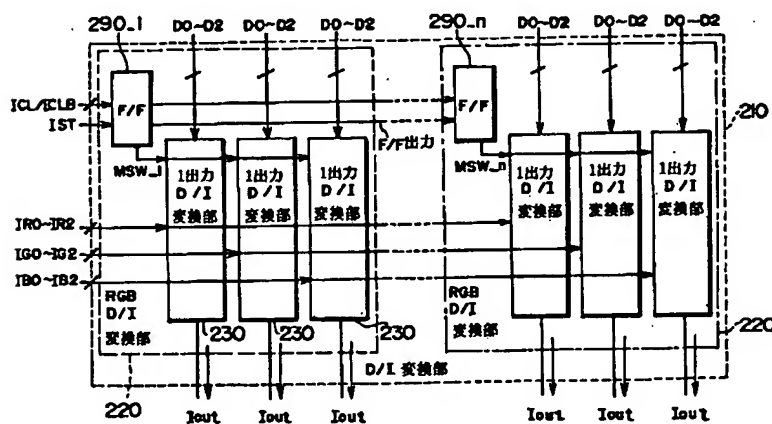 290_1 D0~D2 D0~D2 D0~D2 290_n D0~D2 D0~D2 D0~D2
F/F F/F
ICL/ICLB
IST
F/F出力
210
MSW_1 MSW_n
1出力 D/I 変換部
1出力 D/I 変換部
1出力 D/I 変換部
1出力 D/I 変換部
1出力 D/I 変換部
1出力 D/I 変換部
IR0~IR2
IG0~IG2
IB0~IB2
RGB D/I 変換部
RGB D/I 変換部
230 230 230
220
D/I 変換部
220
Iout Iout Iout Iout Iout Iout